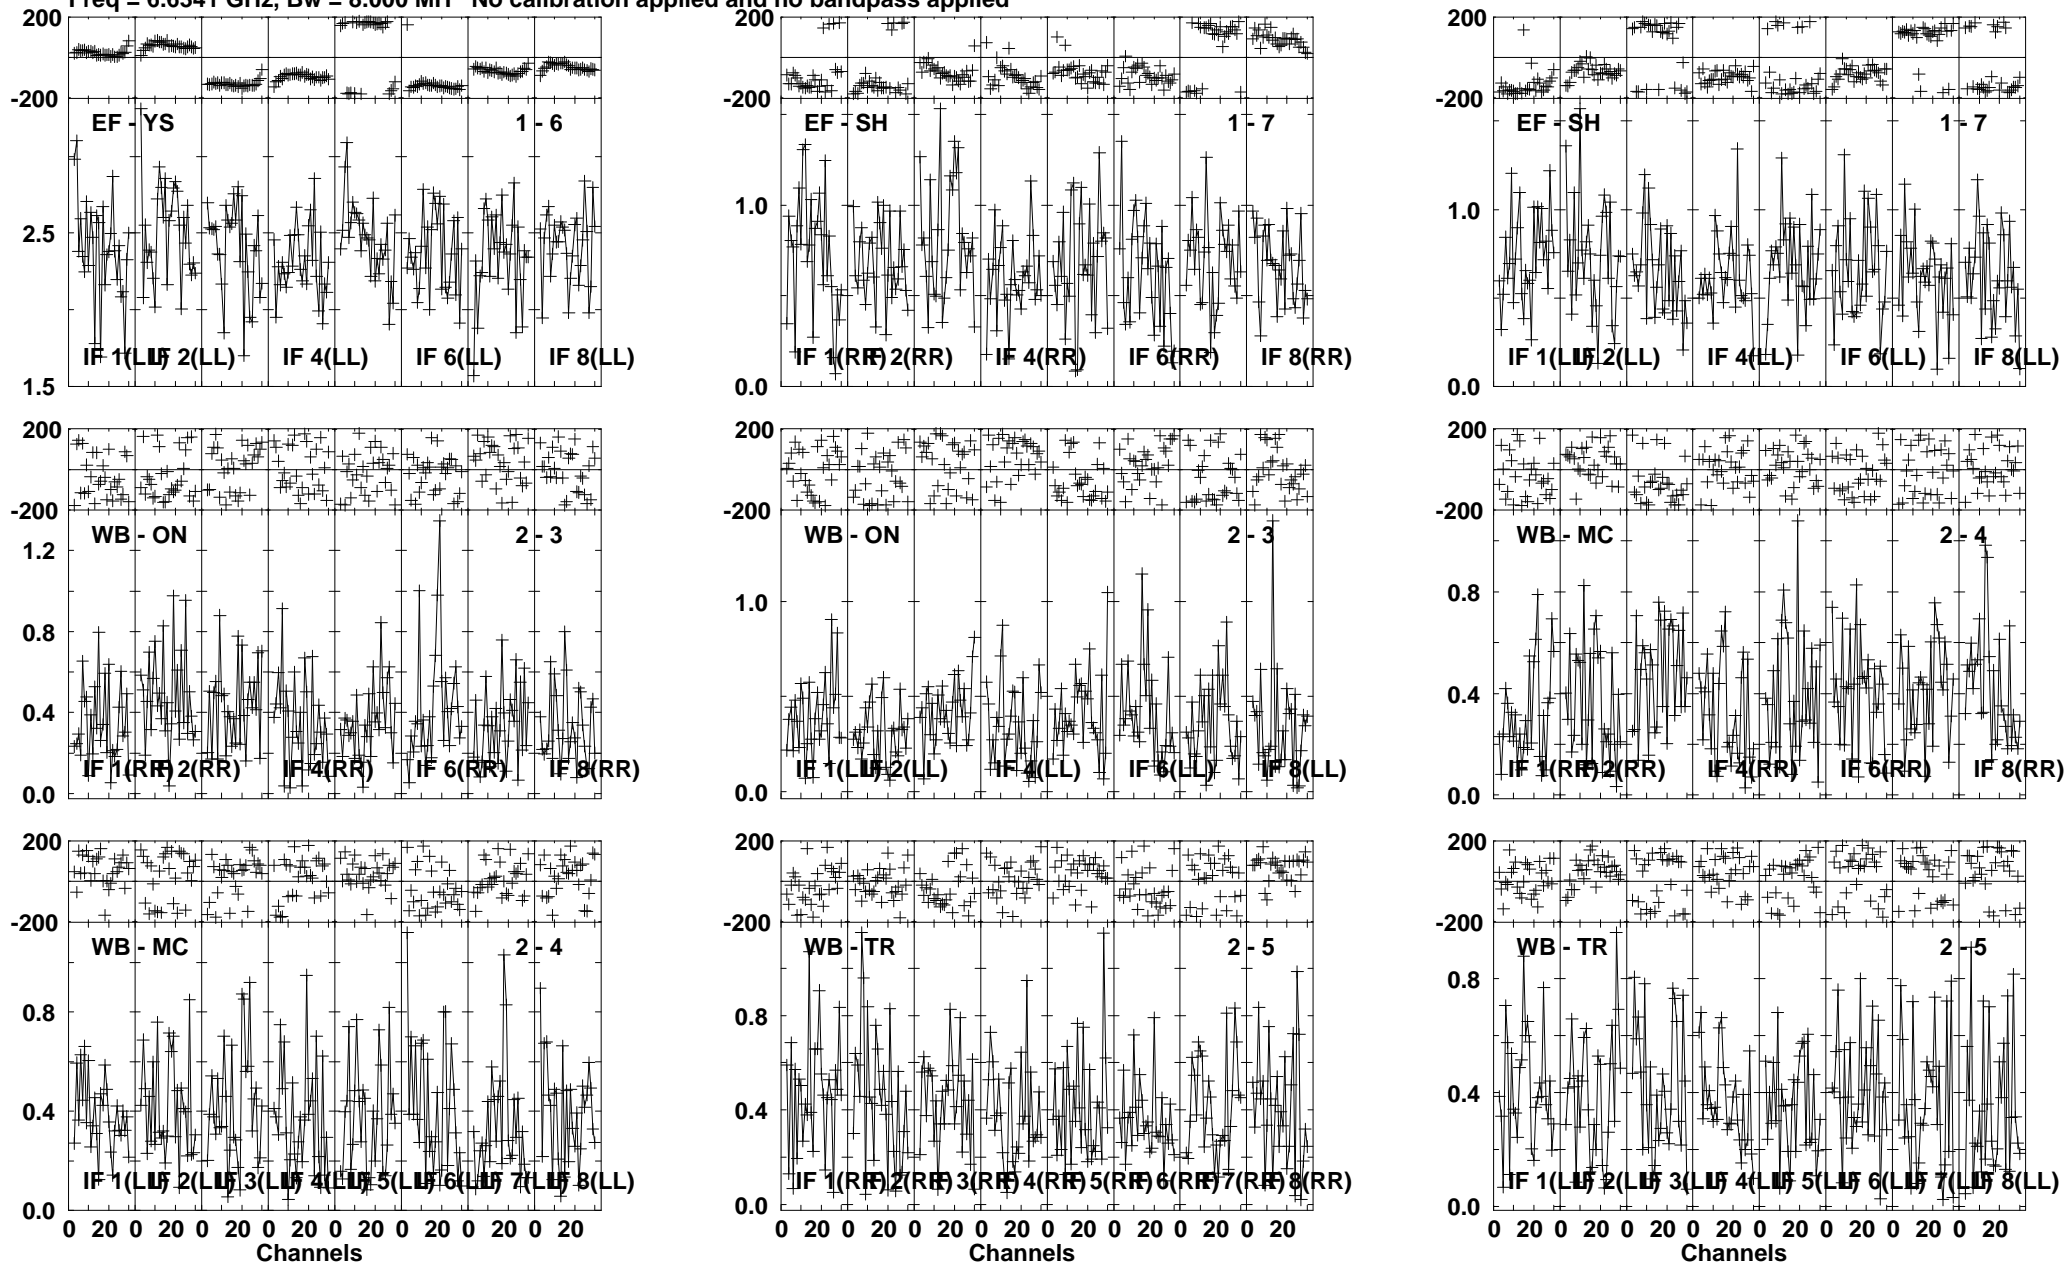 Freq = 6.6341 GHz, Bw = 8.000 MH No calibration applied and no bandpass applied
200
-200
EF - YS 1 - 6
2.5
1.5
IF 1(LL) IF 2(LL) IF 4(LL) IF 6(LL) IF 8(LL)
200
-200
EF - SH 1 - 7
1.0
0.0
IF 1(RR) IF 2(RR) IF 4(RR) IF 6(RR) IF 8(RR)
200
-200
EF - SH 1 - 7
1.0
0.0
IF 1(LL) IF 2(LL) IF 4(LL) IF 6(LL) IF 8(LL)
200
-200
WB - ON 2 - 3
1.2
0.8
0.4
0.0
IF 1(RR) IF 2(RR) IF 4(RR) IF 6(RR) IF 8(RR)
200
-200
WB - ON 2 - 3
1.0
0.0
IF 1(LL) IF 2(LL) IF 4(LL) IF 6(LL) IF 8(LL)
200
-200
WB - MC 2 - 4
0.8
0.4
0.0
IF 1(RR) IF 2(RR) IF 4(RR) IF 6(RR) IF 8(RR)
200
-200
WB - MC 2 - 4
0.8
0.4
0.0
IF 1(LL) IF 2(LL) IF 3(LL) IF 4(LL) IF 5(LL) IF 6(LL) IF 7(LL) IF 8(LL)
0 20 0 20 0 20 0 20 0 20 0 20 0 20 0 20
Channels
200
-200
WB - TR 2 - 5
0.8
0.4
0.0
IF 1(RR) IF 2(RR) IF 3(RR) IF 4(RR) IF 5(RR) IF 6(RR) IF 7(RR) IF 8(RR)
0 20 0 20 0 20 0 20 0 20 0 20 0 20 0 20
Channels
200
-200
WB - TR 2 - 5
0.8
0.4
0.0
IF 1(LL) IF 2(LL) IF 3(LL) IF 4(LL) IF 5(LL) IF 6(LL) IF 7(LL) IF 8(LL)
0 20 0 20 0 20 0 20 0 20 0 20 0 20 0 20
Channels